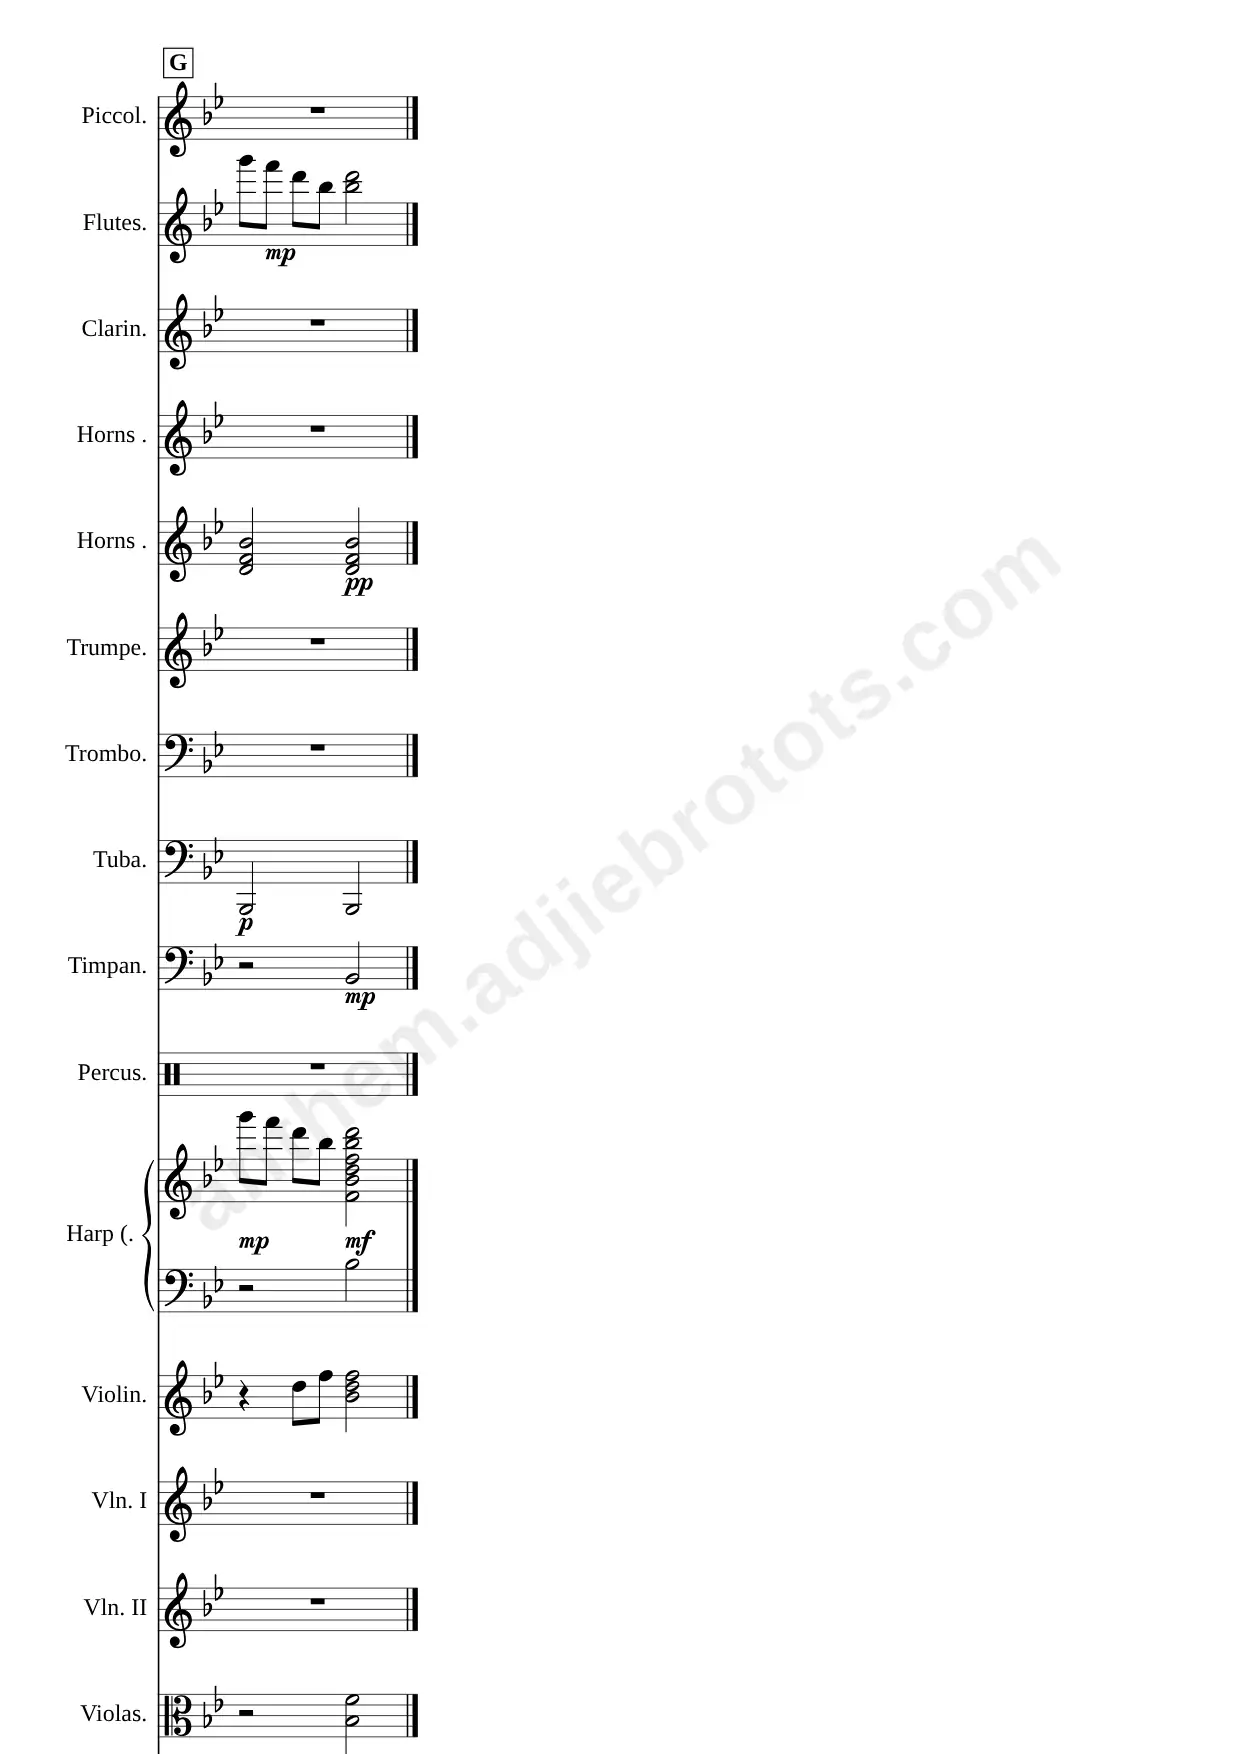 G
Piccol.
Flutes.
mp
Clarin.
Horns .
Horns .
pp
Trumpe.
Trombo.
Tuba.
p
Timpan.
mp
Percus.
Harp (.
mp mf
Violin.
Vln. I
Vln. II
Violas.
anthem.adjiebrotots.com